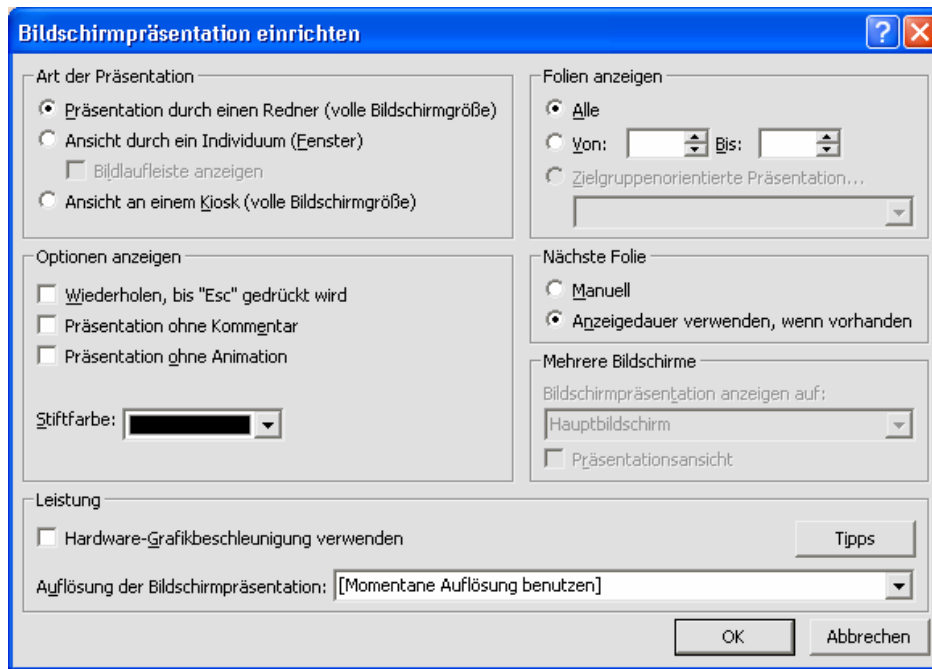 Bildschirmpräsentation einrichten
Art der Präsentation
Präsentation durch einen Redner (volle Bildschirmgröße)
Ansicht durch ein Individuum (Fenster)
Bildlaufleiste anzeigen
Ansicht an einem Kiosk (volle Bildschirmgröße)
Folien anzeigen
Alle
Von: Bis:
Zielgruppenorientierte Präsentation...
Optionen anzeigen
Wiederholen, bis "Esc" gedrückt wird
Präsentation ohne Kommentar
Präsentation ohne Animation
Stiftfarbe:
Nächste Folie
Manuell
Anzeigedauer verwenden, wenn vorhanden
Mehrere Bildschirme
Bildschirmpräsentation anzeigen auf:
Hauptbildschirm
Präsentationsansicht
Leistung
Hardware-Grafikbeschleunigung verwenden
Tipps
Auflösung der Bildschirmpräsentation: [Momentane Auflösung benutzen]
OK Abbrechen